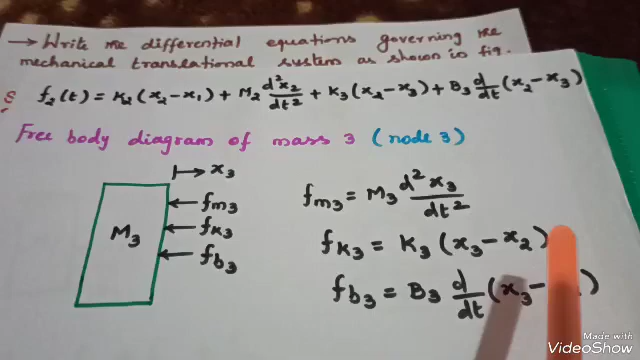 → Write the differential equations governing the
mechanical translational system as shown in fig.
f₂(t) = K₂(x₂-x₁) + M₂ d²x₂/dt² + K₃(x₂-x₃) + B₃ d/dt (x₂-x₃)
Free body diagram of mass 3 (node 3)
→ x₃
M₃
fm₃
fk₃
fb₃
fm₃ = M₃ d²x₃/dt²
fk₃ = K₃ (x₃-x₂)
fb₃ = B₃ d/dt (x₃- )
Made With
VideoShow